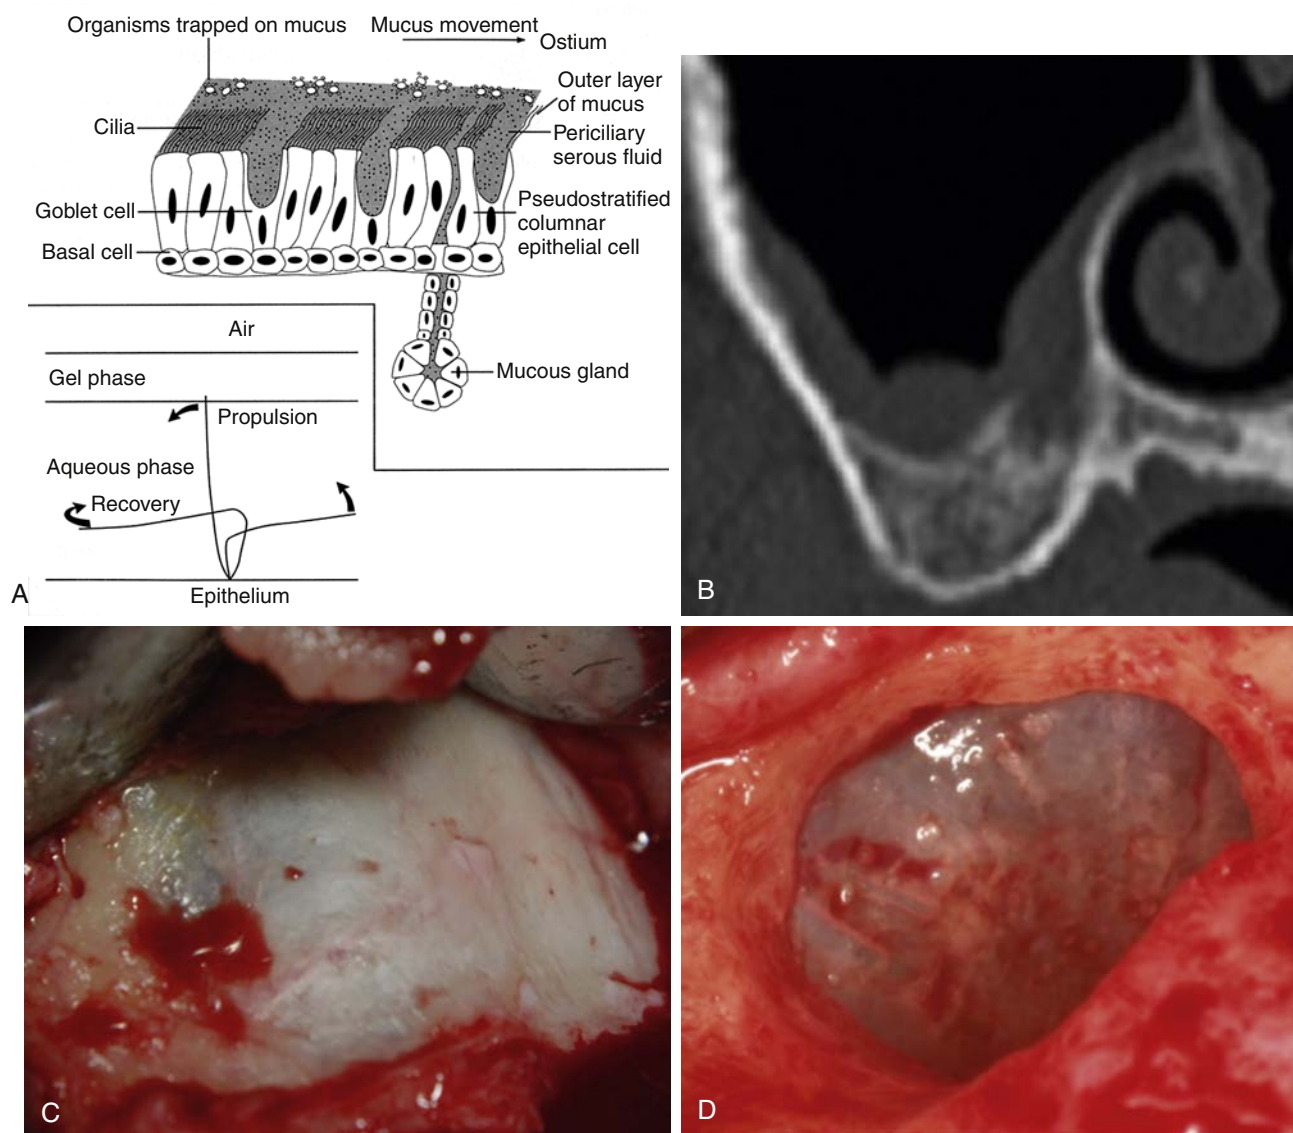 Organisms trapped on mucus
Mucus movement
Ostium
Outer layer
of mucus
Cilia
Periciliary
serous fluid
Goblet cell
Pseudostratified
columnar
epithelial cell
Basal cell
Air
Gel phase
Mucous gland
Propulsion
Aqueous phase
Recovery
Epithelium
A
B
C
D